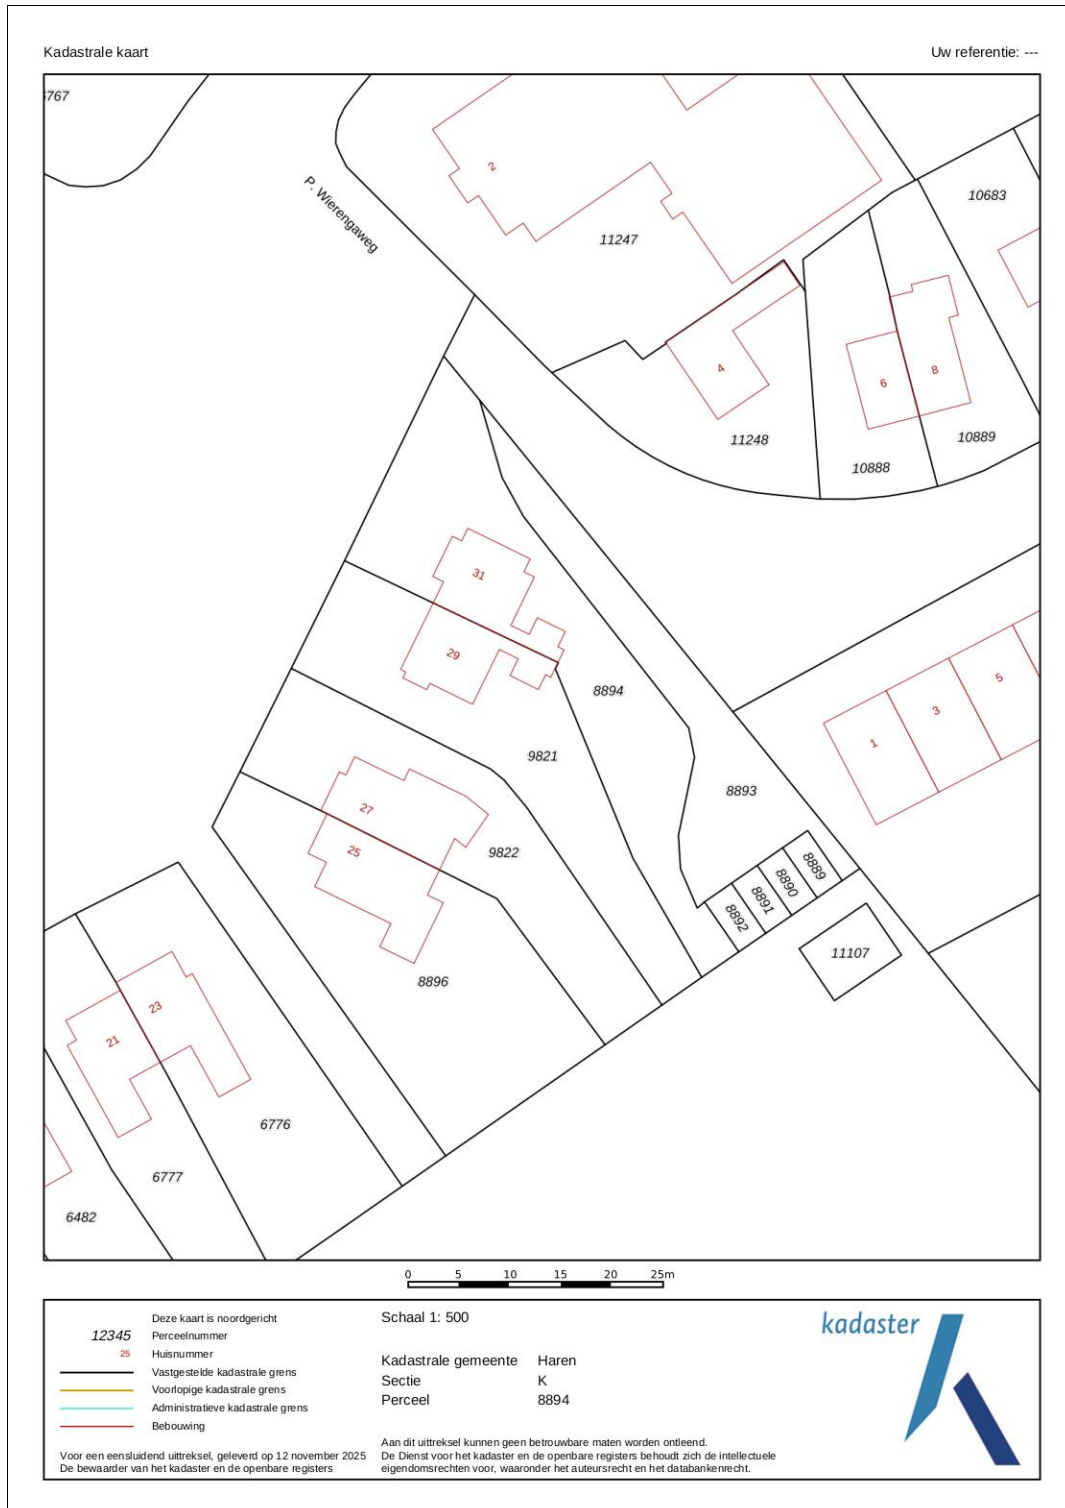 Kadastrale kaart
Uw referentie: ---
6767
P. Wierengaweg
2
11247
10683
4
6
8
11248
10888
10889
31
29
8894
9821
5
3
1
8893
27
25
9822
8889
8890
8891
8892
11107
8896
23
21
6776
6777
6482
0 5 10 15 20 25m
Deze kaart is noordgericht
12345 Perceelnummer
25 Huisnummer
Vastgestelde kadastrale grens
Voorlopige kadastrale grens
Administratieve kadastrale grens
Bebouwing
Voor een eensluidend uittreksel, geleverd op 12 november 2025
De bewaarder van het kadaster en de openbare registers
Schaal 1: 500
Kadastrale gemeente Haren
Sectie K
Perceel 8894
Aan dit uittreksel kunnen geen betrouwbare maten worden ontleend.
De Dienst voor het kadaster en de openbare registers behoudt zich de intellectuele
eigendomsrechten voor, waaronder het auteursrecht en het databankenrecht.
kadaster